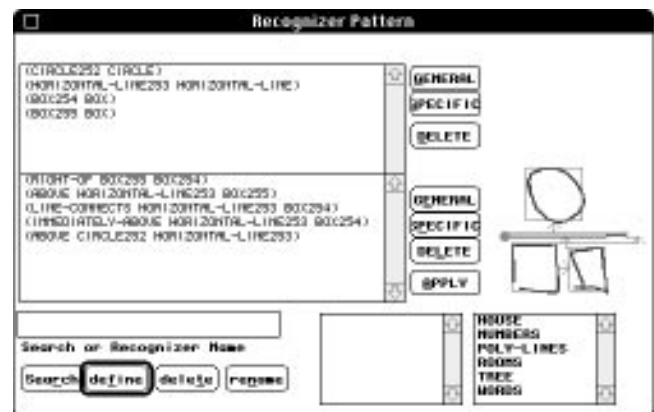 Recognizer Pattern
(CIRCLE252 CIRCLE)
(HORIZONTAL-LINE253 HORIZONTAL-LINE)
(BOX254 BOX)
(BOX255 BOX)
GENERAL
SPECIFIC
DELETE
(RIGHT-OF BOX255 BOX254)
(ABOVE HORIZONTAL-LINE253 BOX255)
(LINE-CONNECTS HORIZONTAL-LINE253 BOX254)
(IMMEDIATELY-ABOVE HORIZONTAL-LINE253 BOX254)
(ABOVE CIRCLE252 HORIZONTAL-LINE253)
GENERAL
SPECIFIC
DELETE
APPLY
Search or Recognizer Name
Search define delete rename
HOUSE
NUMBERS
POLY-LINES
ROOMS
TREE
WORDS